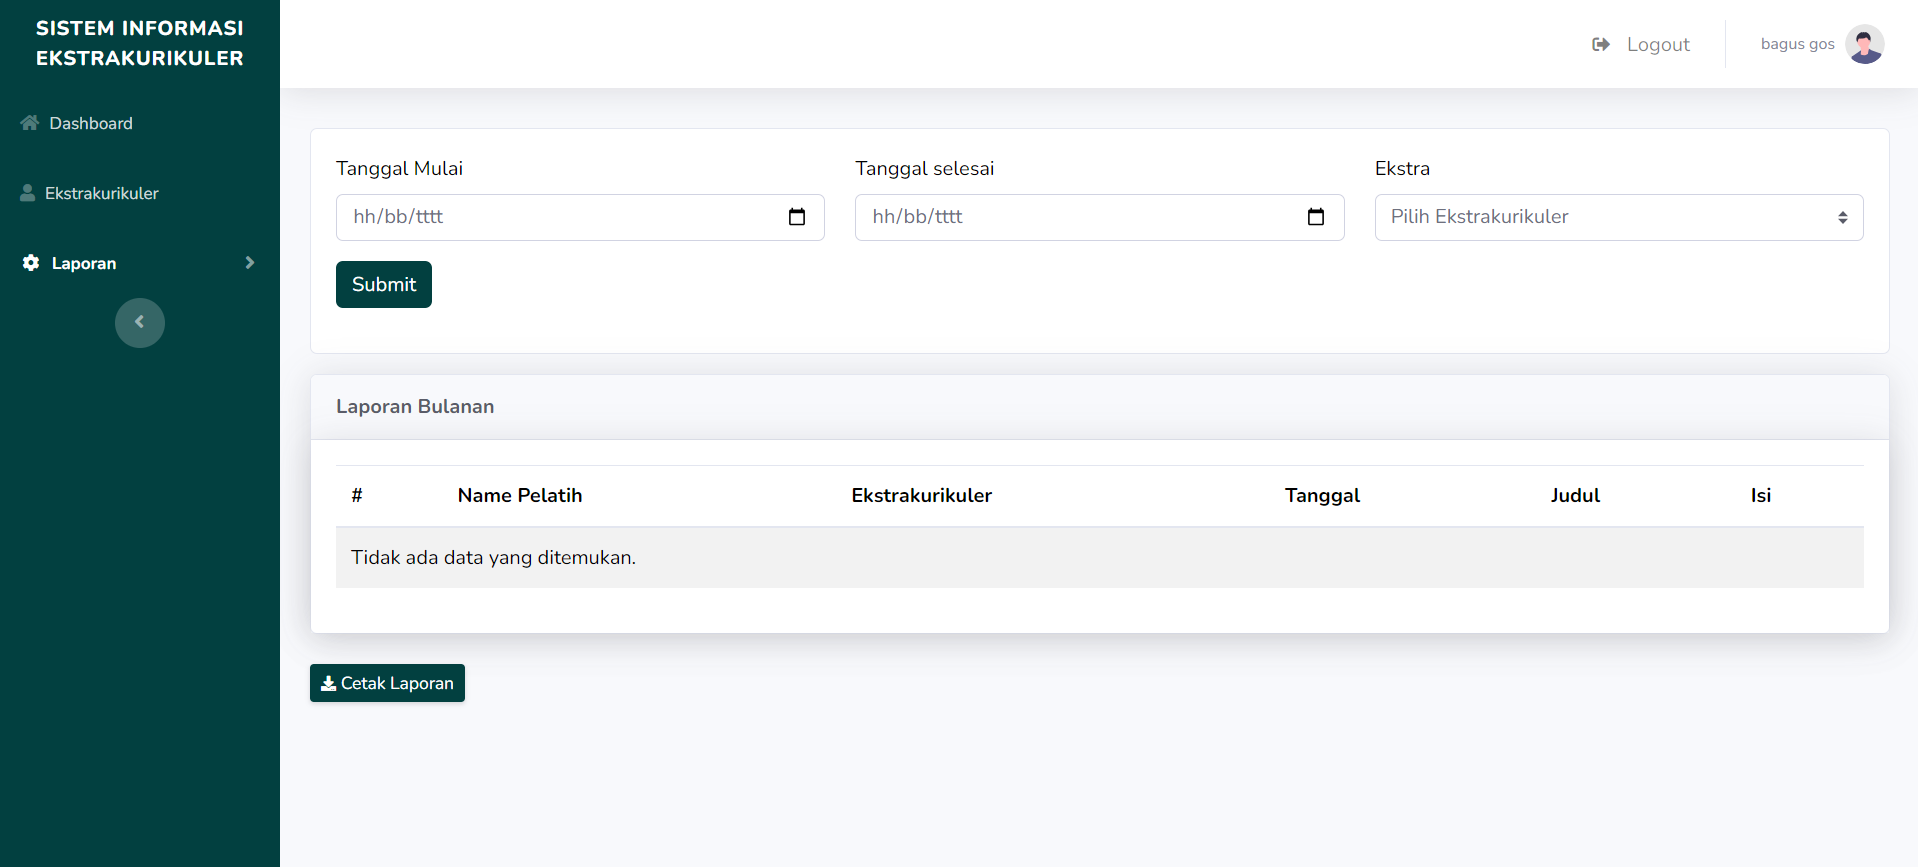 SISTEM INFORMASI
EKSTRAKURIKULER
Logout
bagus gos
Dashboard
Ekstrakurikuler
Laporan
Tanggal Mulai
Tanggal selesai
Ekstra
hh/bb/tttt
hh/bb/tttt
Pilih Ekstrakurikuler
Submit
Laporan Bulanan
# Name Pelatih Ekstrakurikuler Tanggal Judul Isi
Tidak ada data yang ditemukan.
Cetak Laporan